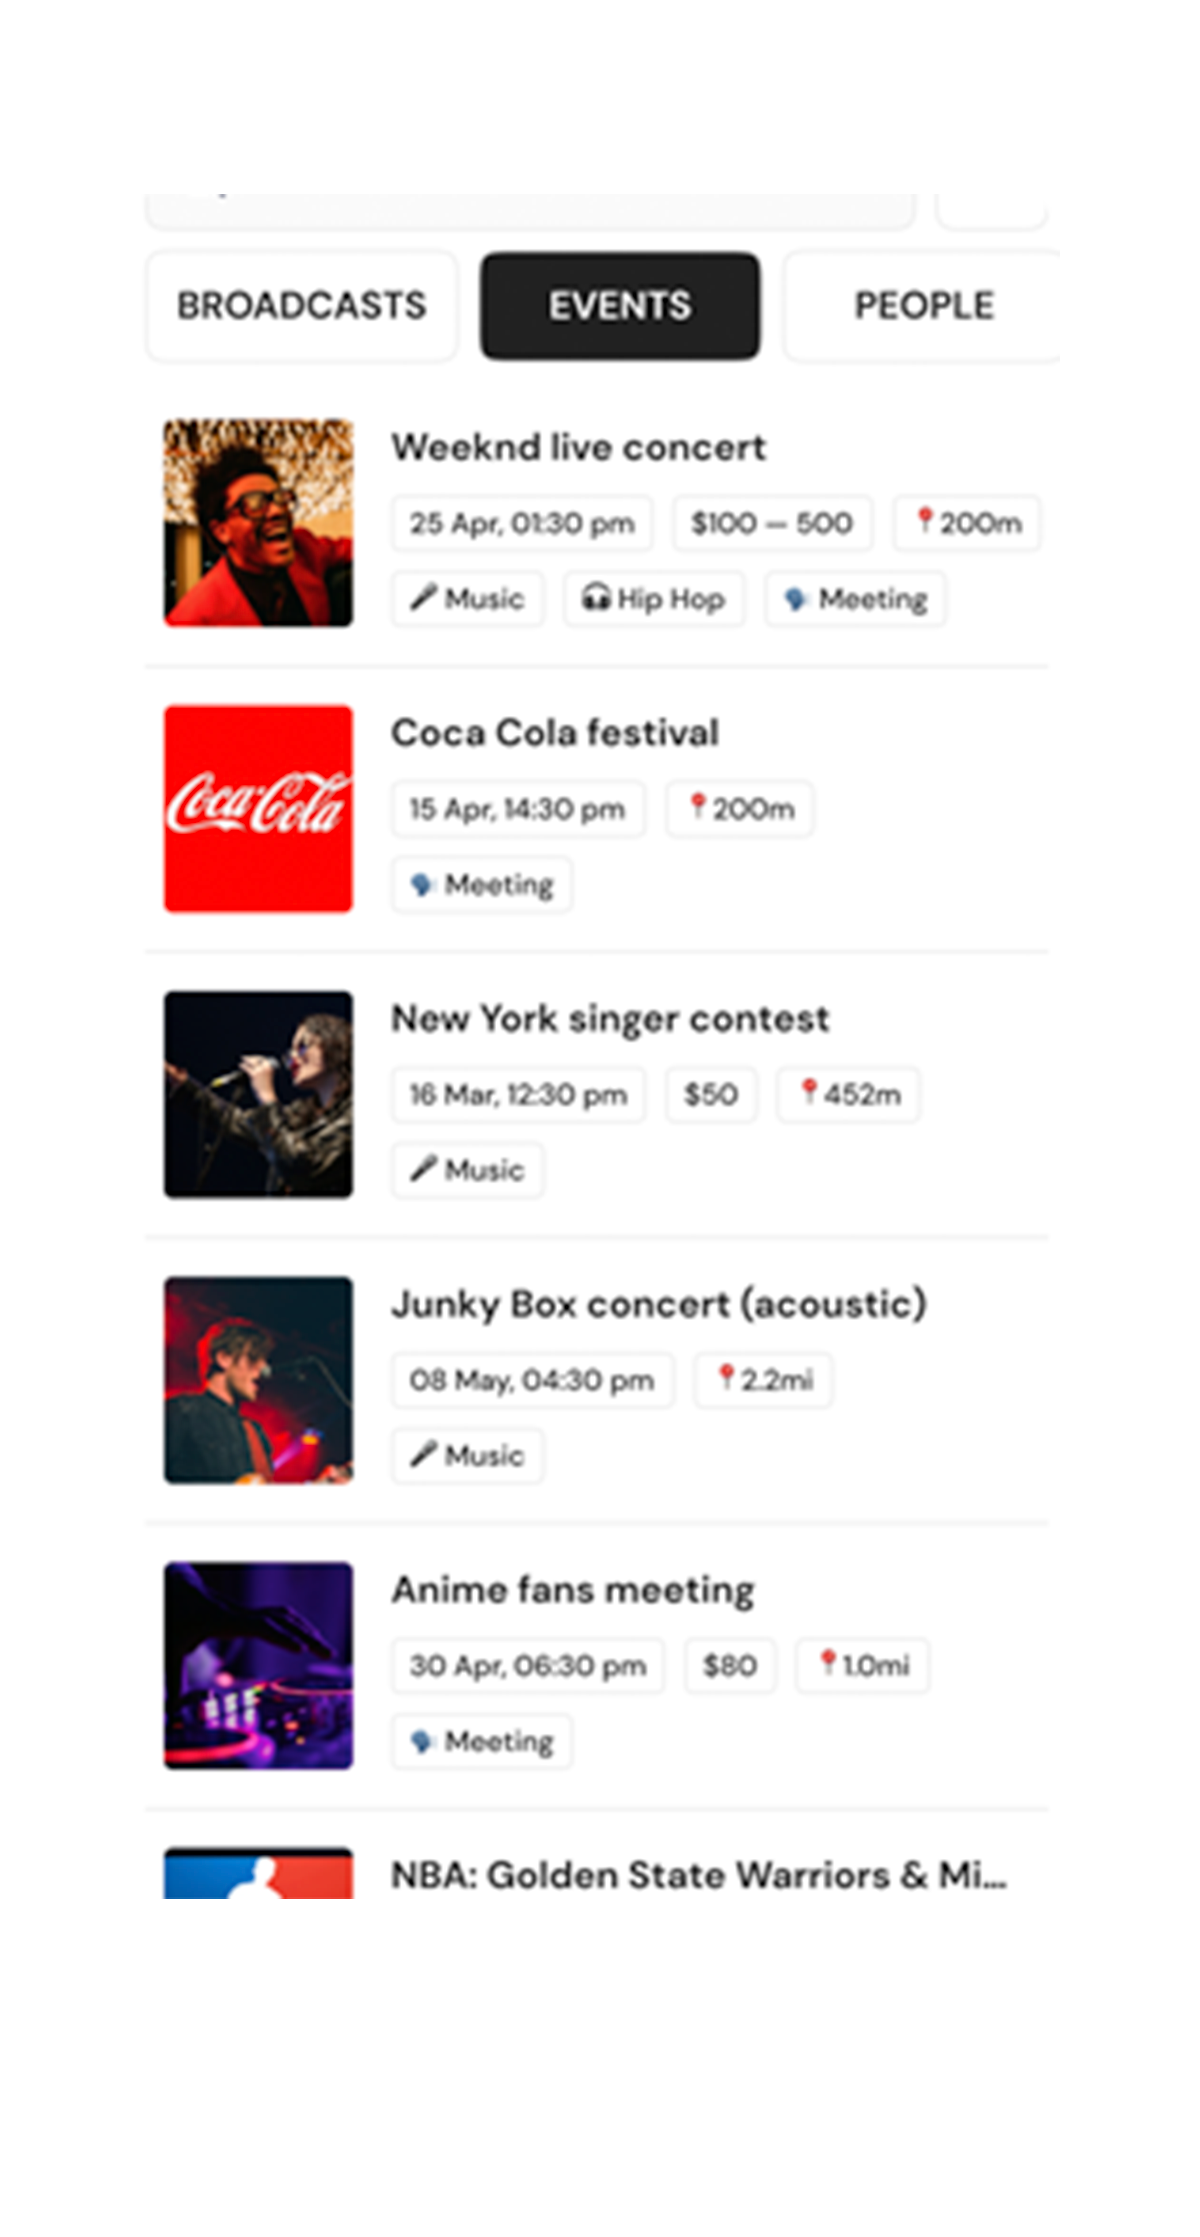 BROADCASTS EVENTS PEOPLE
Weeknd live concert
25 Apr, 01:30 pm $100 — 500 📍200m
🎤 Music 🎧 Hip Hop 🗣 Meeting
Coca-Cola
Coca Cola festival
15 Apr, 14:30 pm 📍200m
🗣 Meeting
New York singer contest
16 Mar, 12:30 pm $50 📍452m
🎤 Music
Junky Box concert (acoustic)
08 May, 04:30 pm 📍2.2mi
🎤 Music
Anime fans meeting
30 Apr, 06:30 pm $80 📍1.0mi
🗣 Meeting
NBA: Golden State Warriors & Mi...